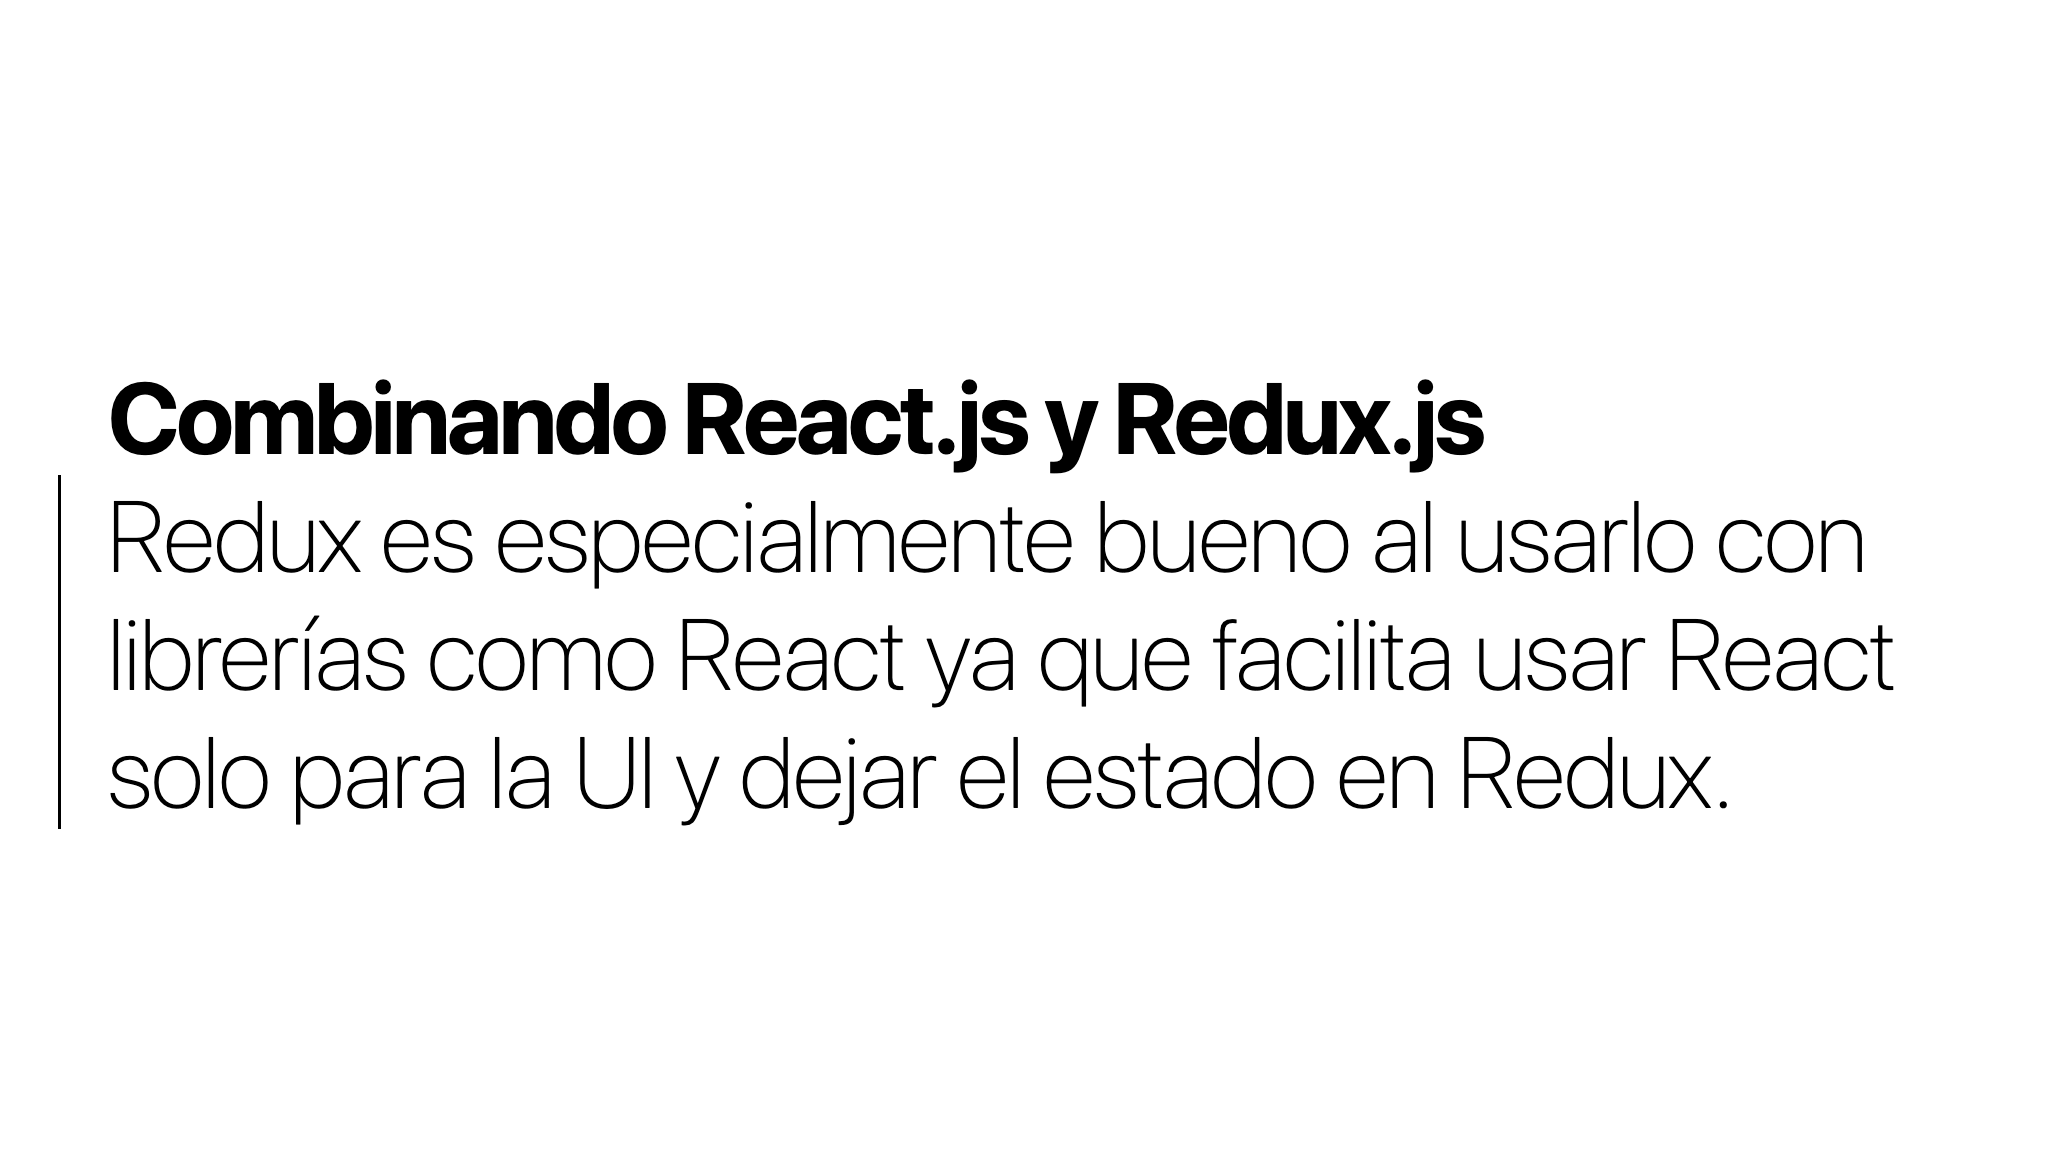 Combinando React.js y Redux.js
Redux es especialmente bueno al usarlo con
librerías como React ya que facilita usar React
solo para la UI y dejar el estado en Redux.